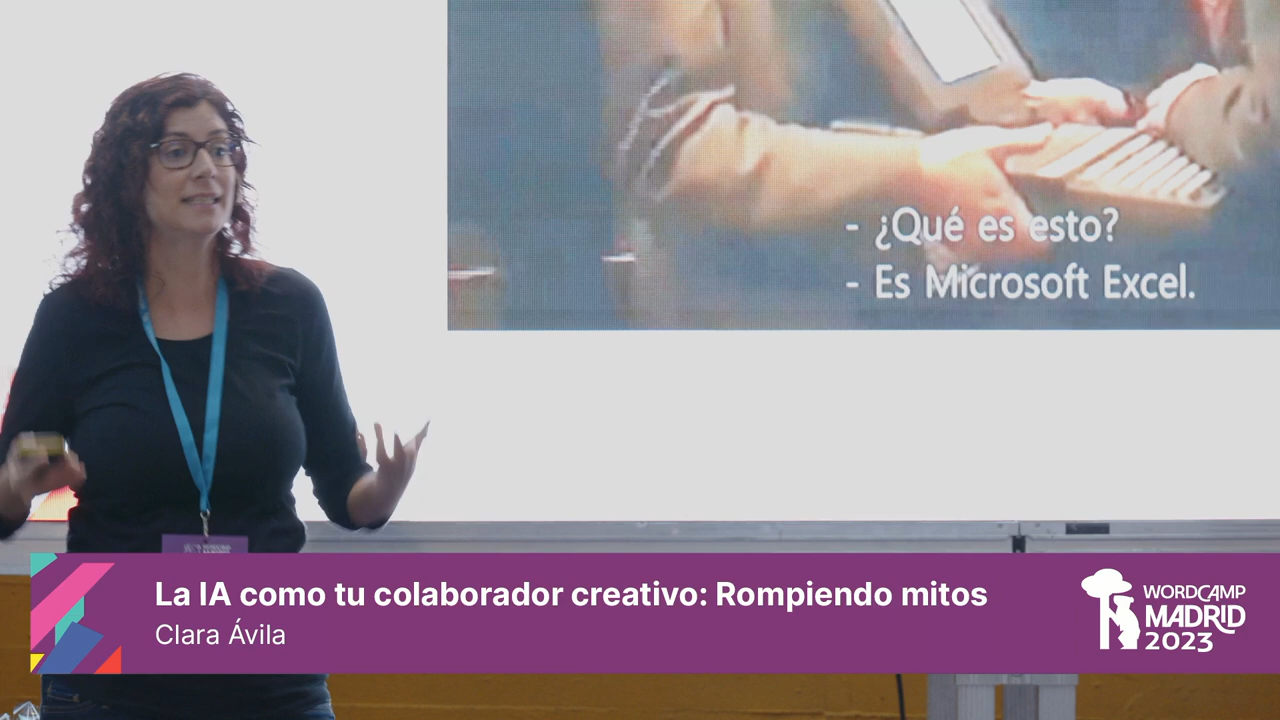 - ¿Qué es esto?
- Es Microsoft Excel.
La IA como tu colaborador creativo: Rompiendo mitos
Clara Ávila
WORDCAMP
MADRID
2023